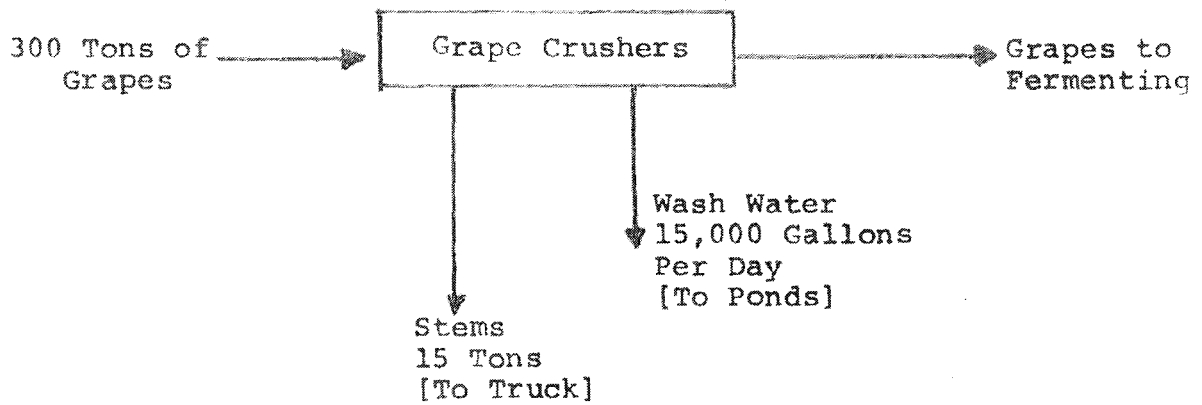 300 Tons of
Grapes
Grape Crushers
Grapes to
Fermenting
Wash Water
15,000 Gallons
Per Day
[To Ponds]
Stems
15 Tons
[To Truck]